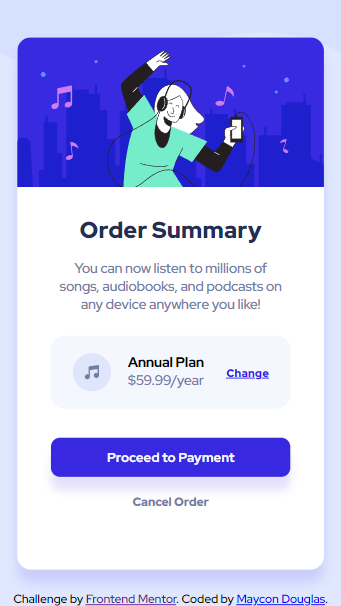 Order Summary
You can now listen to millions of
songs, audiobooks, and podcasts on
any device anywhere you like!
Annual Plan
$59.99/year
Change
Proceed to Payment
Cancel Order
Challenge by Frontend Mentor. Coded by Maycon Douglas.